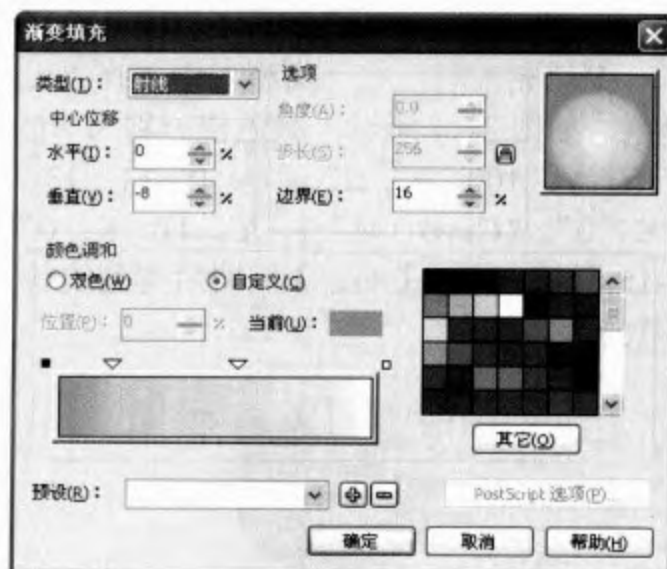 渐变填充
类型(T): 射线
选项
角度(A): 0.0
中心位移
水平(I): 0 %
步长(S): 256
垂直(V): -8 %
边界(E): 16 %
颜色调和
双色(W) 自定义(C)
位置(P): 0 % 当前(U):
其它(O)
预设(R):
PostScript 选项(P)...
确定 取消 帮助(H)